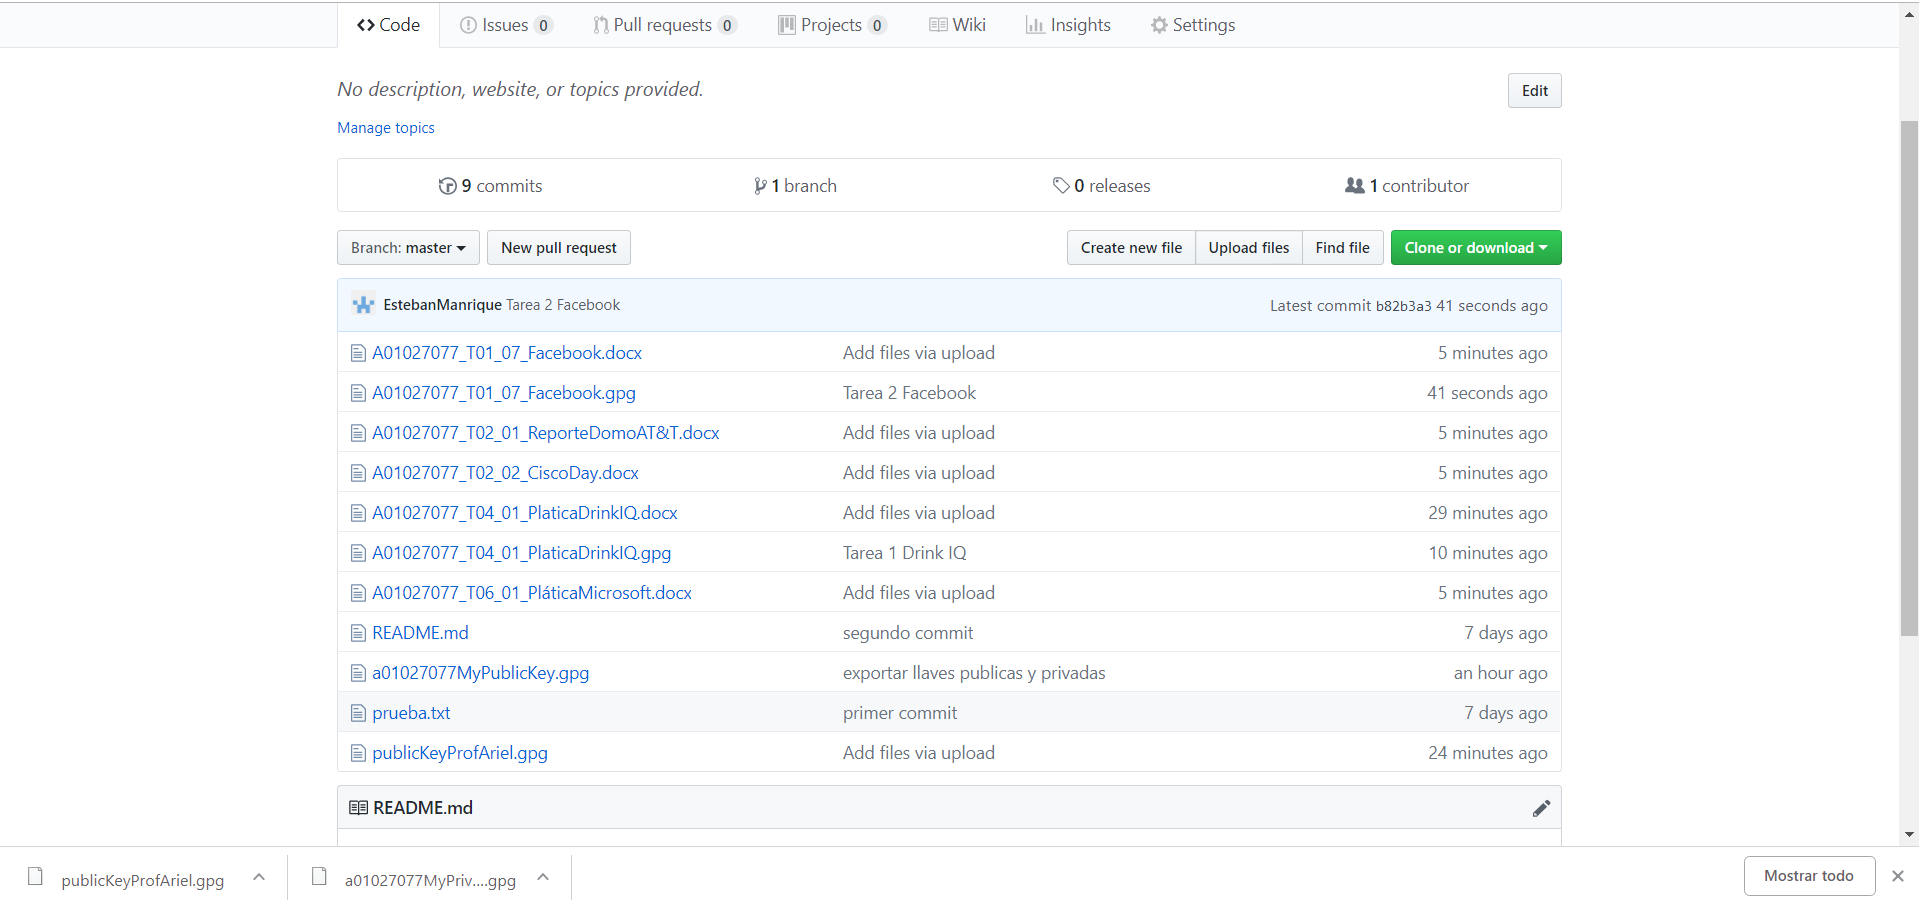 Code Issues 0 Pull requests 0 Projects 0 Wiki Insights Settings
No description, website, or topics provided. Edit
Manage topics
9 commits 1 branch 0 releases 1 contributor
Branch: master New pull request Create new file Upload files Find file Clone or download
EstebanManrique Tarea 2 Facebook Latest commit b82b3a3 41 seconds ago
A01027077_T01_07_Facebook.docx Add files via upload 5 minutes ago
A01027077_T01_07_Facebook.gpg Tarea 2 Facebook 41 seconds ago
A01027077_T02_01_ReporteDomoAT&T.docx Add files via upload 5 minutes ago
A01027077_T02_02_CiscoDay.docx Add files via upload 5 minutes ago
A01027077_T04_01_PlaticaDrinkIQ.docx Add files via upload 29 minutes ago
A01027077_T04_01_PlaticaDrinkIQ.gpg Tarea 1 Drink IQ 10 minutes ago
A01027077_T06_01_PláticaMicrosoft.docx Add files via upload 5 minutes ago
README.md segundo commit 7 days ago
a01027077MyPublicKey.gpg exportar llaves publicas y privadas an hour ago
prueba.txt primer commit 7 days ago
publicKeyProfAriel.gpg Add files via upload 24 minutes ago
README.md
publicKeyProfAriel.gpg a01027077MyPriv....gpg Mostrar todo